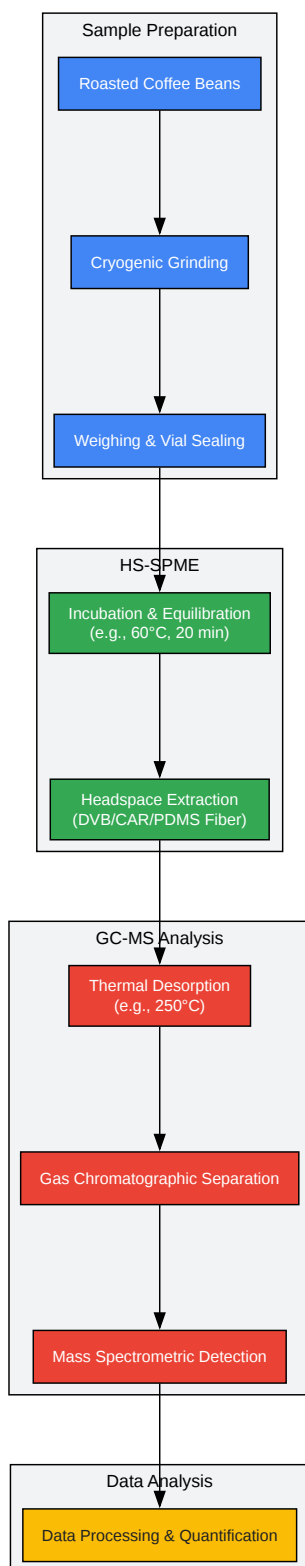 Sample Preparation
Roasted Coffee Beans
Cryogenic Grinding
Weighing & Vial Sealing
HS-SPME
Incubation & Equilibration
(e.g., 60°C, 20 min)
Headspace Extraction
(DVB/CAR/PDMS Fiber)
GC-MS Analysis
Thermal Desorption
(e.g., 250°C)
Gas Chromatographic Separation
Mass Spectrometric Detection
Data Analysis
Data Processing & Quantification